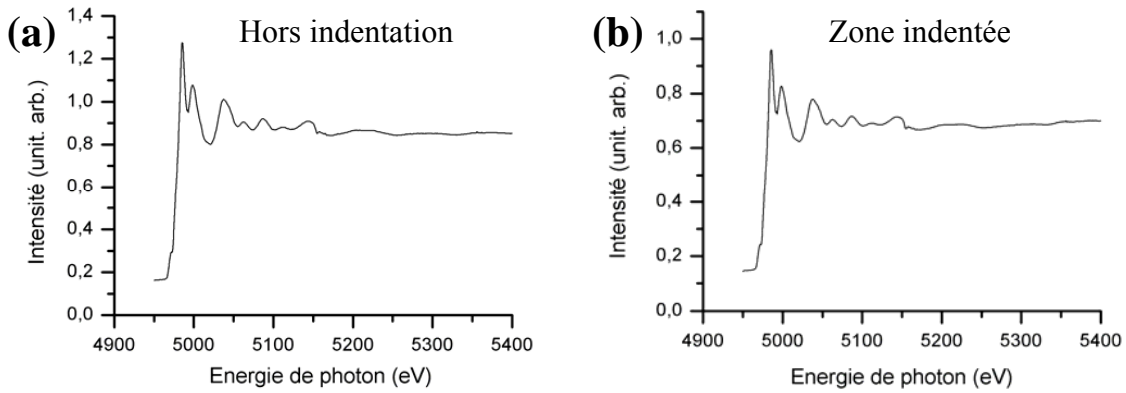 (a) Hors indentation
1,4
1,2
1,0
0,8
0,6
0,4
0,2
0,0
4900 5000 5100 5200 5300 5400
Intensité (unit. arb.)
Energie de photon (eV)
(b) Zone indentée
1,0
0,8
0,6
0,4
0,2
0,0
4900 5000 5100 5200 5300 5400
Intensité (unit. arb.)
Energie de photon (eV)